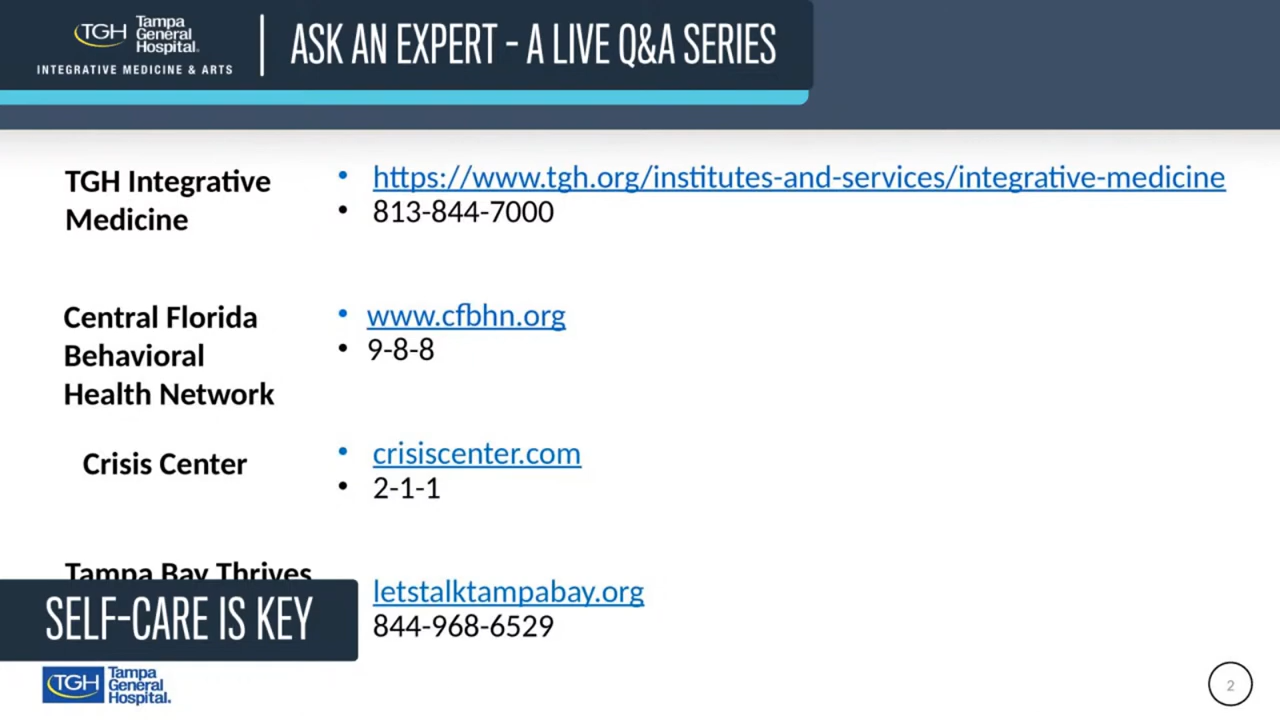 TGH Tampa General Hospital
INTEGRATIVE MEDICINE & ARTS
ASK AN EXPERT - A LIVE Q&A SERIES
TGH Integrative
Medicine
• https://www.tgh.org/institutes-and-services/integrative-medicine
• 813-844-7000
Central Florida
Behavioral
Health Network
• www.cfbhn.org
• 9-8-8
Crisis Center
• crisiscenter.com
• 2-1-1
Tampa Bay Thrives
letstalktampabay.org
844-968-6529
SELF-CARE IS KEY
TGH Tampa General Hospital
2